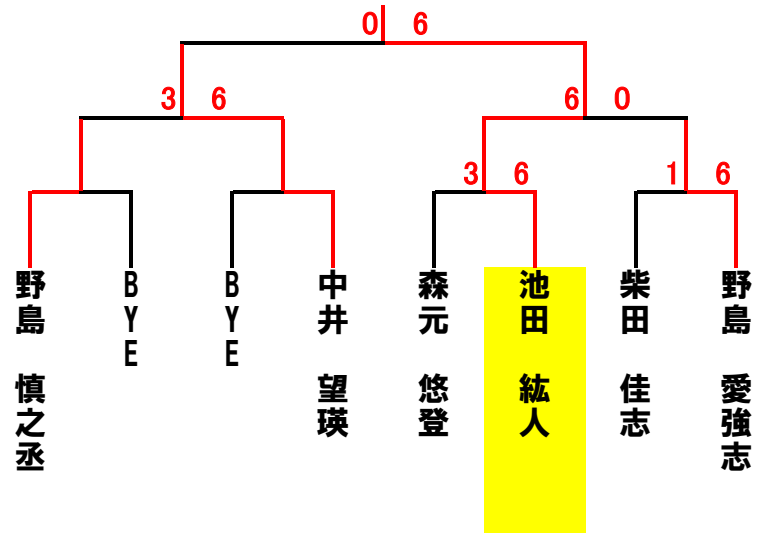 0 6
3 6
6 0
3 6
1 6
野島 慎之丞
BYE
BYE
中井 望瑛
森元 悠登
池田 紘人
柴田 佳志
野島 愛強志